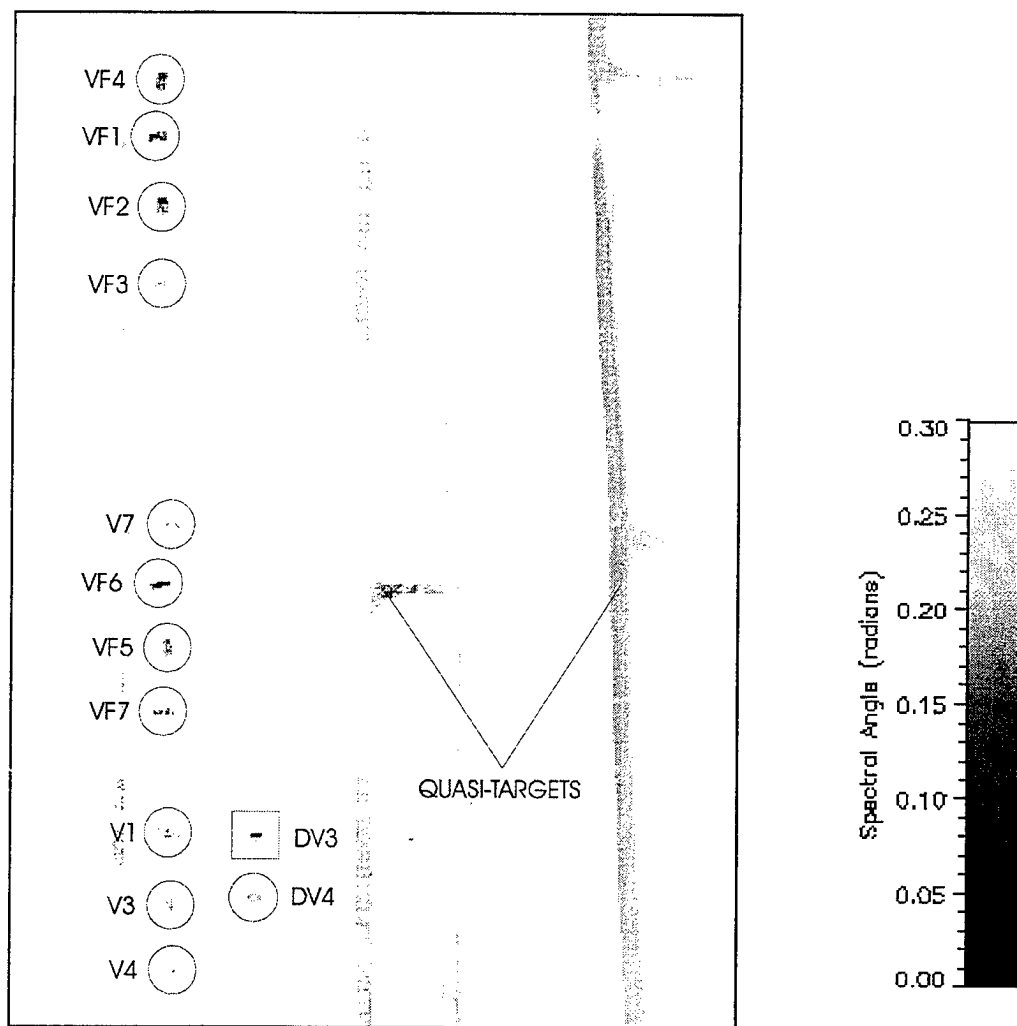 VF4
VF1
VF2
VF3
V7
VF6
VF5
VF7
QUASI-TARGETS
V1
DV3
V3
DV4
V4
Spectral Angle (radians)
0.30
0.25
0.20
0.15
0.10
0.05
0.00